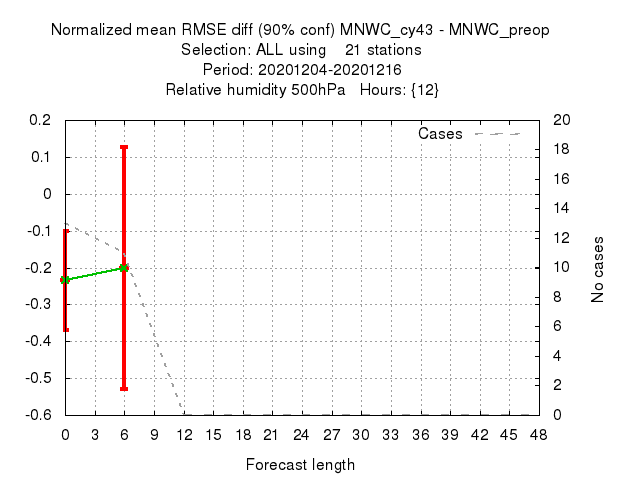 Normalized mean RMSE diff (90% conf) MNWC_cy43 - MNWC_preop
Selection: ALL using 21 stations
Period: 20201204-20201216
Relative humidity 500hPa Hours: {12}
Cases
0.2
0.1
0
-0.1
-0.2
-0.3
-0.4
-0.5
-0.6
20
18
16
14
12
10
8
6
4
2
0
No cases
0 3 6 9 12 15 18 21 24 27 30 33 36 39 42 45 48
Forecast length